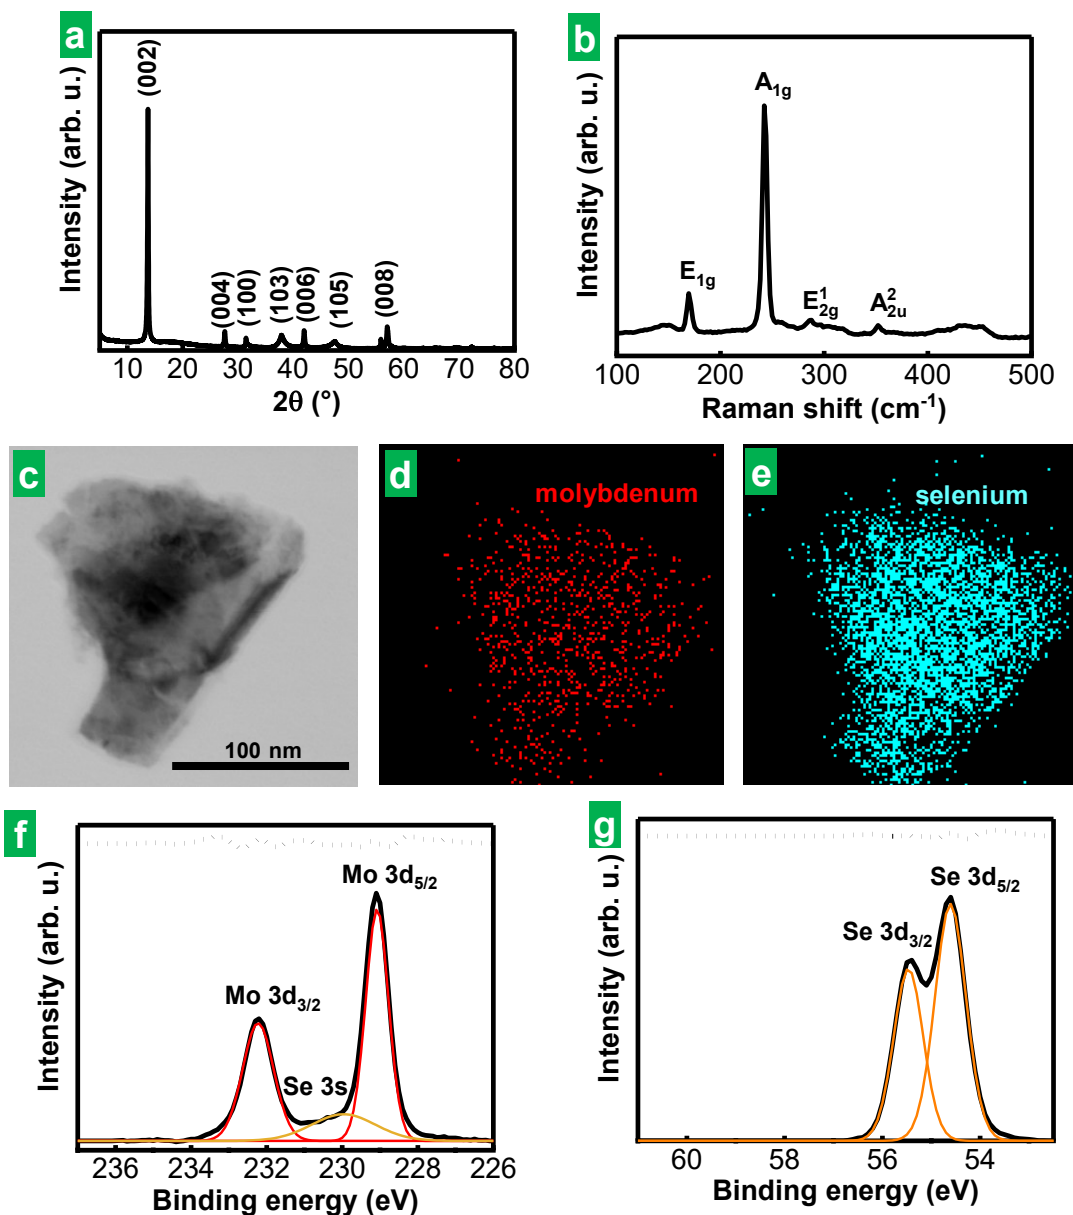 a
(002)
(004)
(100)
(103)
(006)
(105)
(008)
Intensity (arb. u.)
10 20 30 40 50 60 70 80
2θ (°)
b
A1g
E1g
E12g
A22u
Intensity (arb. u.)
100 200 300 400 500
Raman shift (cm-1)
c
100 nm
d
molybdenum
e
selenium
f
Mo 3d5/2
Mo 3d3/2
Se 3s
Intensity (arb. u.)
236 234 232 230 228 226
Binding energy (eV)
g
Se 3d5/2
Se 3d3/2
Intensity (arb. u.)
60 58 56 54
Binding energy (eV)